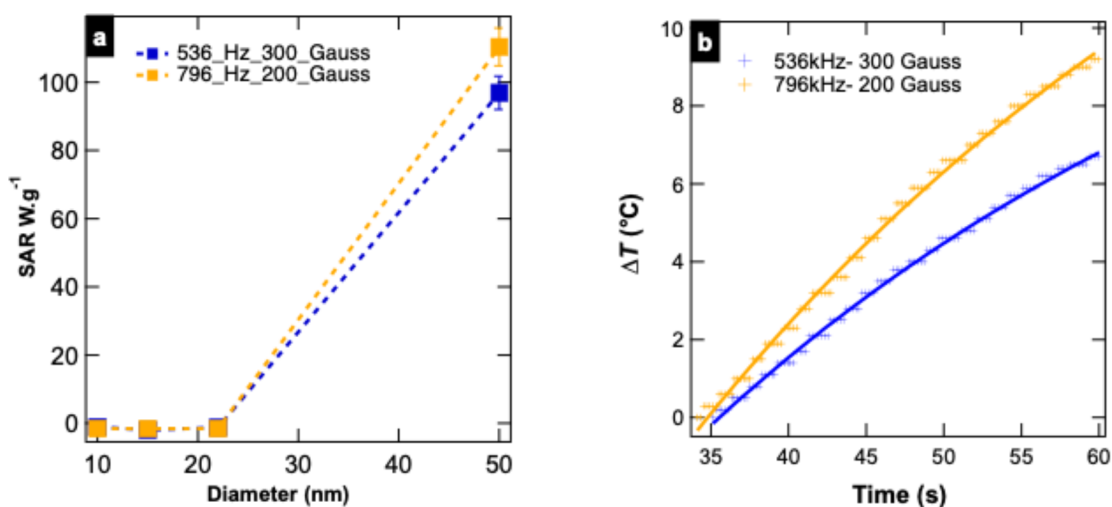 a
536_Hz_300_Gauss
796_Hz_200_Gauss
100
80
60
40
20
0
SAR W.g-1
10
20
30
40
50
Diameter (nm)
b
536kHz- 300 Gauss
796kHz- 200 Gauss
10
8
6
4
2
0
ΔT (°C)
35
40
45
50
55
60
Time (s)